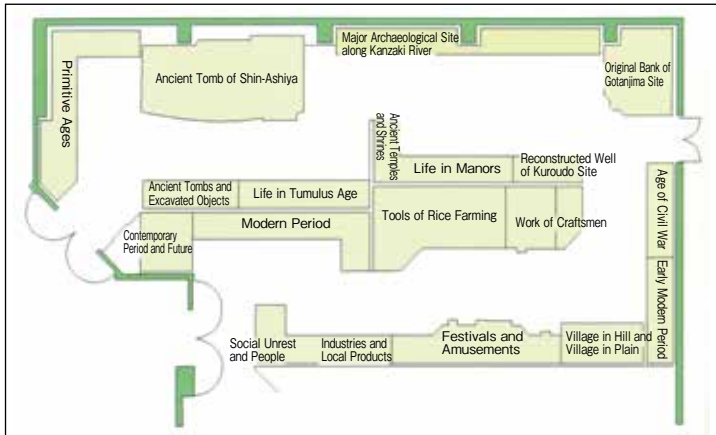 Major Archaeological Site
along Kanzaki River
Primitive Ages
Ancient Tomb of Shin-Ashiya
Original Bank of
Gotanjima Site
Ancient Temples
and Shrines
Life in Manors
Reconstructed Well
of Kuroudo Site
Ancient Tombs and
Excavated Objects
Life in Tumulus Age
Tools of Rice Farming
Work of Craftsmen
Age of Civil War
Contemporary
Period and Future
Modern Period
Early Modern Period
Social Unrest
and People
Industries and
Local Products
Festivals and
Amusements
Village in Hill and
Village in Plain